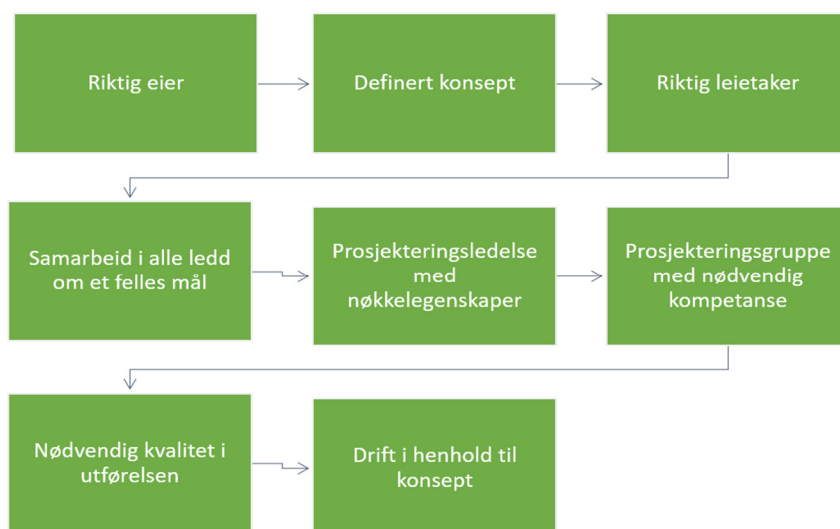 Riktig eier
Definert konsept
Riktig leietaker
Samarbeid i alle ledd
om et felles mål
Prosjekteringsledelse
med
nøkkelegenskaper
Prosjekteringsgruppe
med nødvendig
kompetanse
Nødvendig kvalitet i
utførelsen
Drift i henhold til
konsept